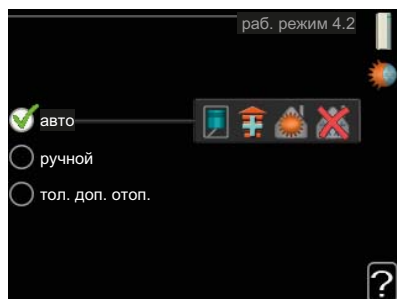 раб. режим 4.2
авто
ручной
тол. доп. отоп.
?